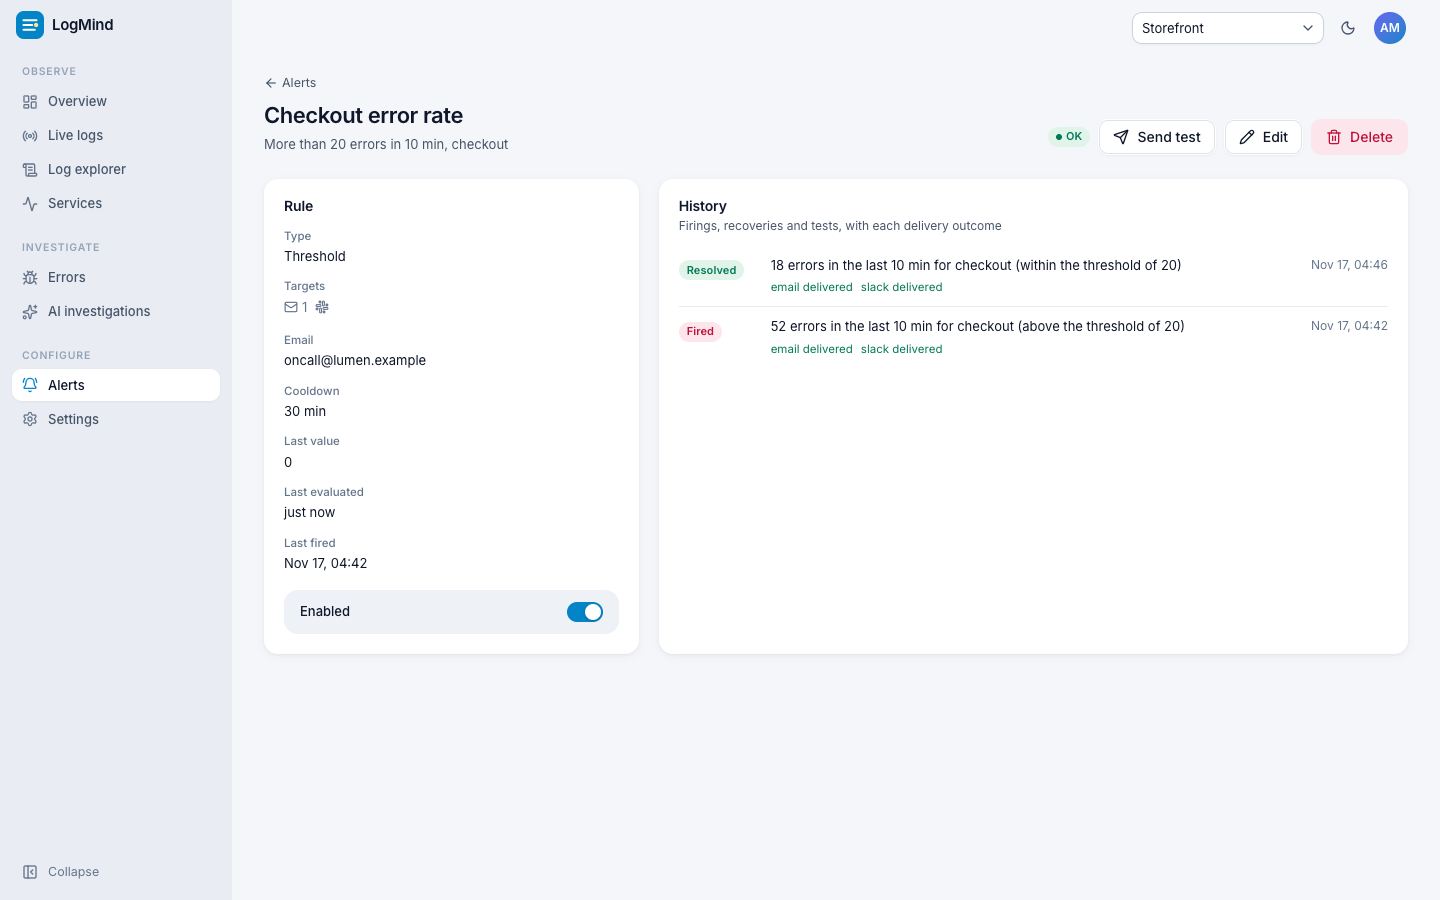 LogMind
OBSERVE
Overview
Live logs
Log explorer
Services
INVESTIGATE
Errors
AI investigations
CONFIGURE
Alerts
Settings
Collapse
Storefront
AM
Alerts
Checkout error rate
More than 20 errors in 10 min, checkout
OK
Send test
Edit
Delete
Rule
Type
Threshold
Targets
1
Email
oncall@lumen.example
Cooldown
30 min
Last value
0
Last evaluated
just now
Last fired
Nov 17, 04:42
Enabled
History
Firings, recoveries and tests, with each delivery outcome
Resolved
18 errors in the last 10 min for checkout (within the threshold of 20)
Nov 17, 04:46
email delivered slack delivered
Fired
52 errors in the last 10 min for checkout (above the threshold of 20)
Nov 17, 04:42
email delivered slack delivered